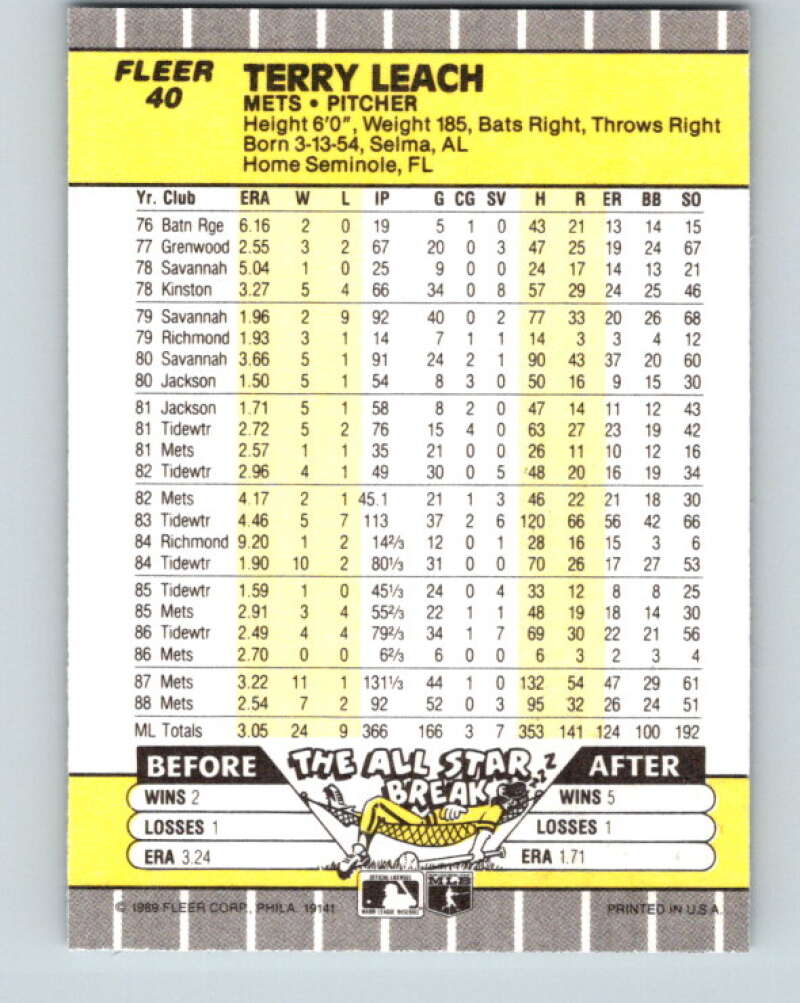 FLEER
40
TERRY LEACH
METS • PITCHER
Height 6'0", Weight 185, Bats Right, Throws Right
Born 3-13-54, Selma, AL
Home Seminole, FL
Yr. Club ERA W L IP G CG SV H R ER BB SO
76 Batn Rge 6.16 2 0 19 5 1 0 43 21 13 14 15
77 Grenwood 2.55 3 2 67 20 0 3 47 25 19 24 67
78 Savannah 5.04 1 0 25 9 0 0 24 17 14 13 21
78 Kinston 3.27 5 4 66 34 0 8 57 29 24 25 46
79 Savannah 1.96 2 9 92 40 0 2 77 33 20 26 68
79 Richmond 1.93 3 1 14 7 1 1 14 3 3 4 12
80 Savannah 3.66 5 1 91 24 2 1 90 43 37 20 60
80 Jackson 1.50 5 1 54 8 3 0 50 16 9 15 30
81 Jackson 1.71 5 1 58 8 2 0 47 14 11 12 43
81 Tidewtr 2.72 5 2 76 15 4 0 63 27 23 19 42
81 Mets 2.57 1 1 35 21 0 0 26 11 10 12 16
82 Tidewtr 2.96 4 1 49 30 0 5 48 20 16 19 34
82 Mets 4.17 2 1 45.1 21 1 3 46 22 21 18 30
83 Tidewtr 4.46 5 7 113 37 2 6 120 66 56 42 66
84 Richmond 9.20 1 2 14⅔ 12 0 1 28 16 15 3 6
84 Tidewtr 1.90 10 2 80⅓ 31 0 0 70 26 17 27 53
85 Tidewtr 1.59 1 0 45⅓ 24 0 4 33 12 8 8 25
85 Mets 2.91 3 4 55⅔ 22 1 1 48 19 18 14 30
86 Tidewtr 2.49 4 4 79⅔ 34 1 7 69 30 22 21 56
86 Mets 2.70 0 0 6⅔ 6 0 0 6 3 2 3 4
87 Mets 3.22 11 1 131⅓ 44 1 0 132 54 47 29 61
88 Mets 2.54 7 2 92 52 0 3 95 32 26 24 51
ML Totals 3.05 24 9 366 166 3 7 353 141 124 100 192
BEFORE THE ALL STAR BREAK ZZZ AFTER
WINS 2 WINS 5
LOSSES 1 LOSSES 1
ERA 3.24 ERA 1.71
OFFICIAL LICENSEE
MAJOR LEAGUE BASEBALL
MLB
© 1989 FLEER CORP., PHILA. 19141 PRINTED IN U.S.A.